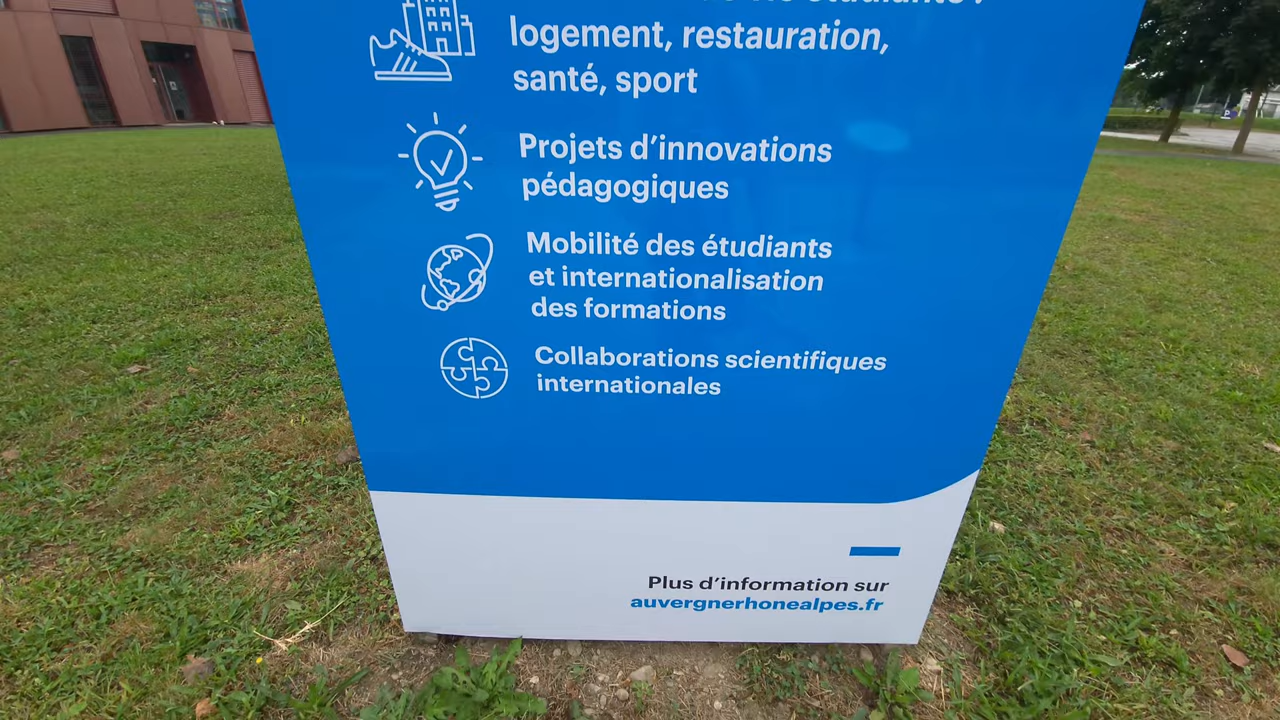 étudiante :
logement, restauration,
santé, sport
Projets d'innovations
pédagogiques
Mobilité des étudiants
et internationalisation
des formations
Collaborations scientifiques
internationales
Plus d'information sur
auvergnerhonealpes.fr